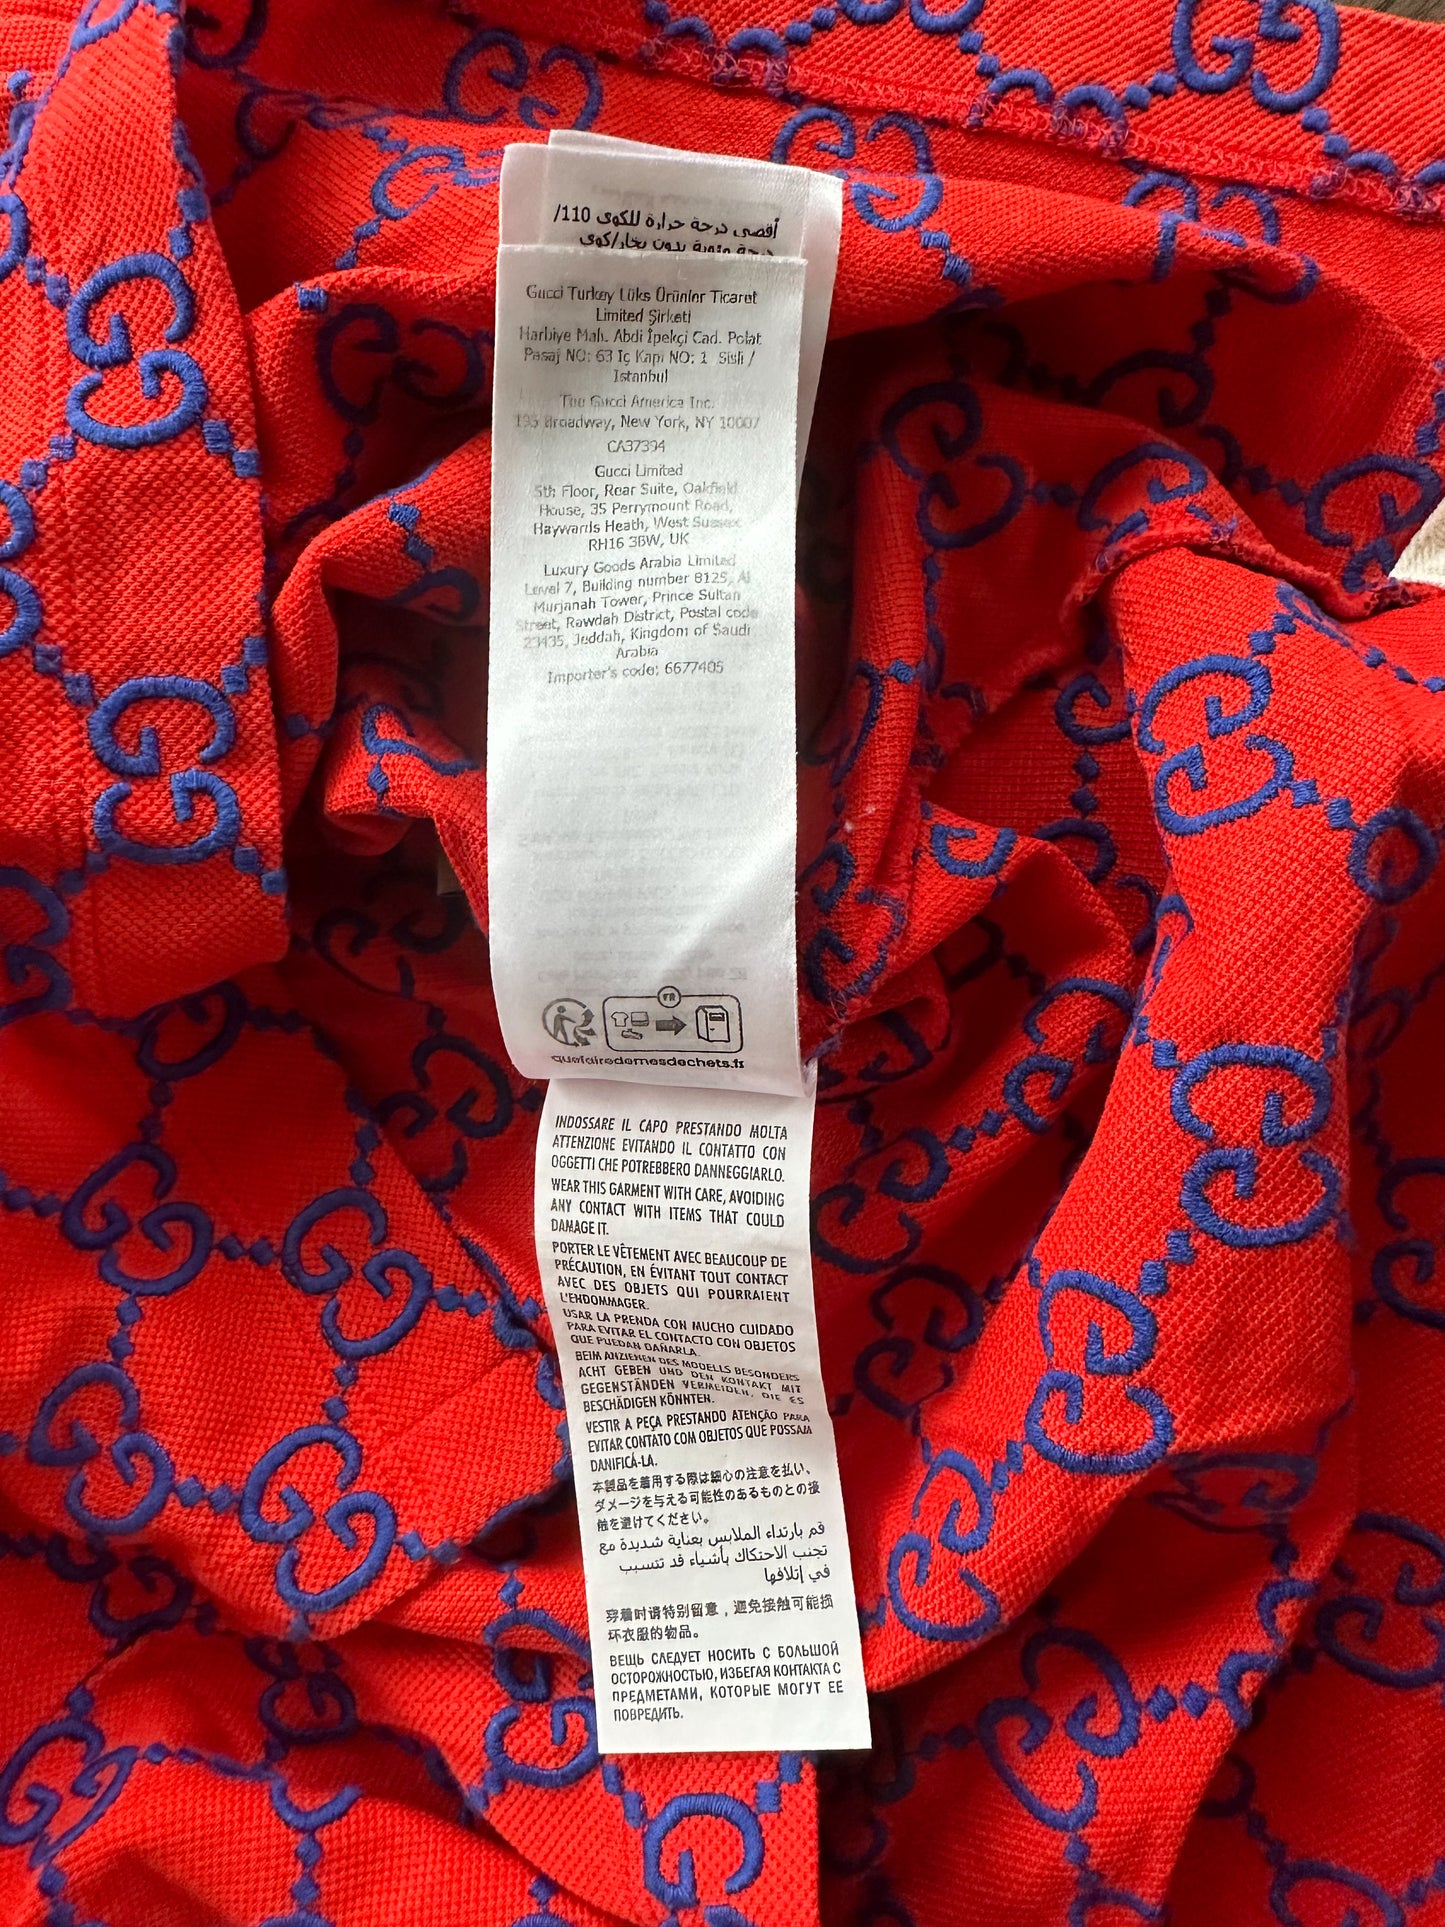 أقصى درجة حرارة للكوى 110/
درجة مئوية بدون بخار/كوى
Gucci Turkey Lüks Ürünler Ticaret
Limited Şirketi
Harbiye Mah. Abdi İpekçi Cad. Polat
Pasaj NO: 63 İç Kapı NO: 1 Sisli /
Istanbul
The Gucci America Inc.
195 Broadway, New York, NY 10007
CA37394
Gucci Limited
5th Floor, Rear Suite, Oakfield
House, 35 Perrymount Road,
Haywards Heath, West Sussex
RH16 3BW, UK
Luxury Goods Arabia Limited
Level 7, Building number 8125, Al
Murjanah Tower, Prince Sultan
Street, Rawdah District, Postal code
23435, Jeddah, Kingdom of Saudi
Arabia
Importer's code: 6677405
FR
quefairedemesdechets.fr
INDOSSARE IL CAPO PRESTANDO MOLTA
ATTENZIONE EVITANDO IL CONTATTO CON
OGGETTI CHE POTREBBERO DANNEGGIARLO.
WEAR THIS GARMENT WITH CARE, AVOIDING
ANY CONTACT WITH ITEMS THAT COULD
DAMAGE IT.
PORTER LE VÊTEMENT AVEC BEAUCOUP DE
PRÉCAUTION, EN ÉVITANT TOUT CONTACT
AVEC DES OBJETS QUI POURRAIENT
L'ENDOMMAGER.
USAR LA PRENDA CON MUCHO CUIDADO
PARA EVITAR EL CONTACTO CON OBJETOS
QUE PUEDAN DAÑARLA.
BEIM ANZIEHEN DES MODELLS BESONDERS
ACHT GEBEN UND DEN KONTAKT MIT
GEGENSTÄNDEN VERMEIDEN, DIE ES
BESCHÄDIGEN KÖNNTEN.
VESTIR A PEÇA PRESTANDO ATENÇÃO PARA
EVITAR CONTATO COM OBJETOS QUE POSSAM
DANIFICÁ-LA.
本製品を着用する際は細心の注意を払い、
ダメージを与える可能性のあるものとの接
触を避けてください。
قم بارتداء الملابس بعناية شديدة مع
تجنب الاحتكاك بأشياء قد تتسبب
في إتلافها
穿着时请特别留意，避免接触可能损
坏衣服的物品。
ВЕЩЬ СЛЕДУЕТ НОСИТЬ С БОЛЬШОЙ
ОСТОРОЖНОСТЬЮ, ИЗБЕГАЯ КОНТАКТА С
ПРЕДМЕТАМИ, КОТОРЫЕ МОГУТ ЕЕ
ПОВРЕДИТЬ.